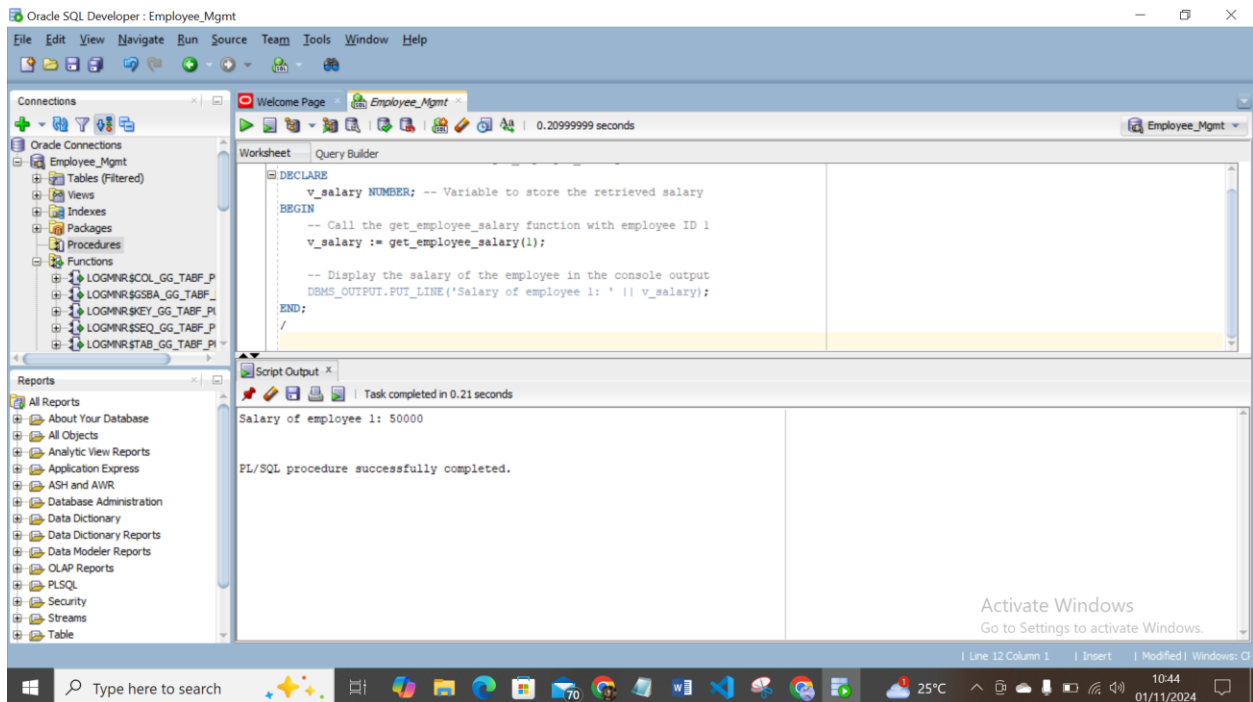 Oracle SQL Developer : Employee_Mgmt
File Edit View Navigate Run Source Team Tools Window Help
Connections
Oracle Connections
Employee_Mgmt
Tables (Filtered)
Views
Indexes
Packages
Procedures
Functions
LOGMNR$COL_GG_TABF_P
LOGMNR$GSBA_GG_TABF_
LOGMNR$KEY_GG_TABF_PU
LOGMNR$SEQ_GG_TABF_P
LOGMNR$TAB_GG_TABF_PI
Reports
All Reports
About Your Database
All Objects
Analytic View Reports
Application Express
ASH and AWR
Database Administration
Data Dictionary
Data Dictionary Reports
Data Modeler Reports
OLAP Reports
PLSQL
Security
Streams
Table
Welcome Page Employee_Mgmt
0.20999999 seconds
Employee_Mgmt
Worksheet Query Builder
DECLARE
v_salary NUMBER; -- Variable to store the retrieved salary
BEGIN
-- Call the get_employee_salary function with employee ID 1
v_salary := get_employee_salary(1);
-- Display the salary of the employee in the console output
DBMS_OUTPUT.PUT_LINE('Salary of employee 1: ' || v_salary);
END;
/
Script Output
Task completed in 0.21 seconds
Salary of employee 1: 50000
PL/SQL procedure successfully completed.
Activate Windows
Go to Settings to activate Windows.
| Line 12 Column 1 | Insert | Modified | Windows: C
Type here to search
70
25°C
10:44
01/11/2024